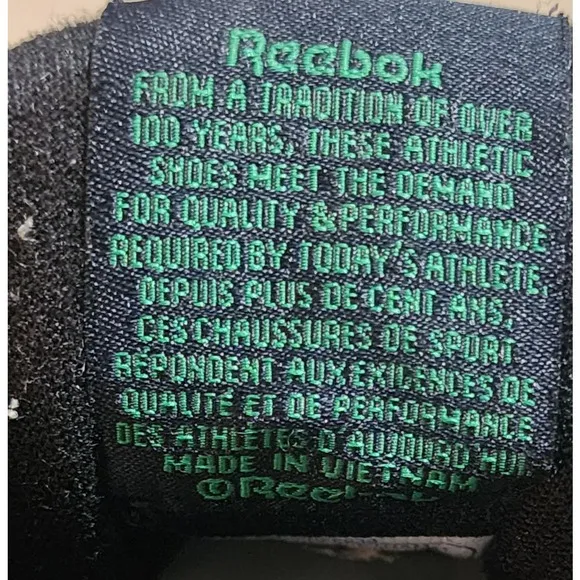 Reebok
FROM A TRADITION OF OVER
100 YEARS, THESE ATHLETIC
SHOES MEET THE DEMAND
FOR QUALITY & PERFORMANCE
REQUIRED BY TODAY'S ATHLETE.
DEPUIS PLUS DE CENT ANS,
CES CHAUSSURES DE SPORT
RÉPONDENT AUX EXIGENCES DE
QUALITÉ ET DE PERFORMANCE
DES ATHLÈTES D'AUJOURD'HUI
MADE IN VIETNAM
© Reebok